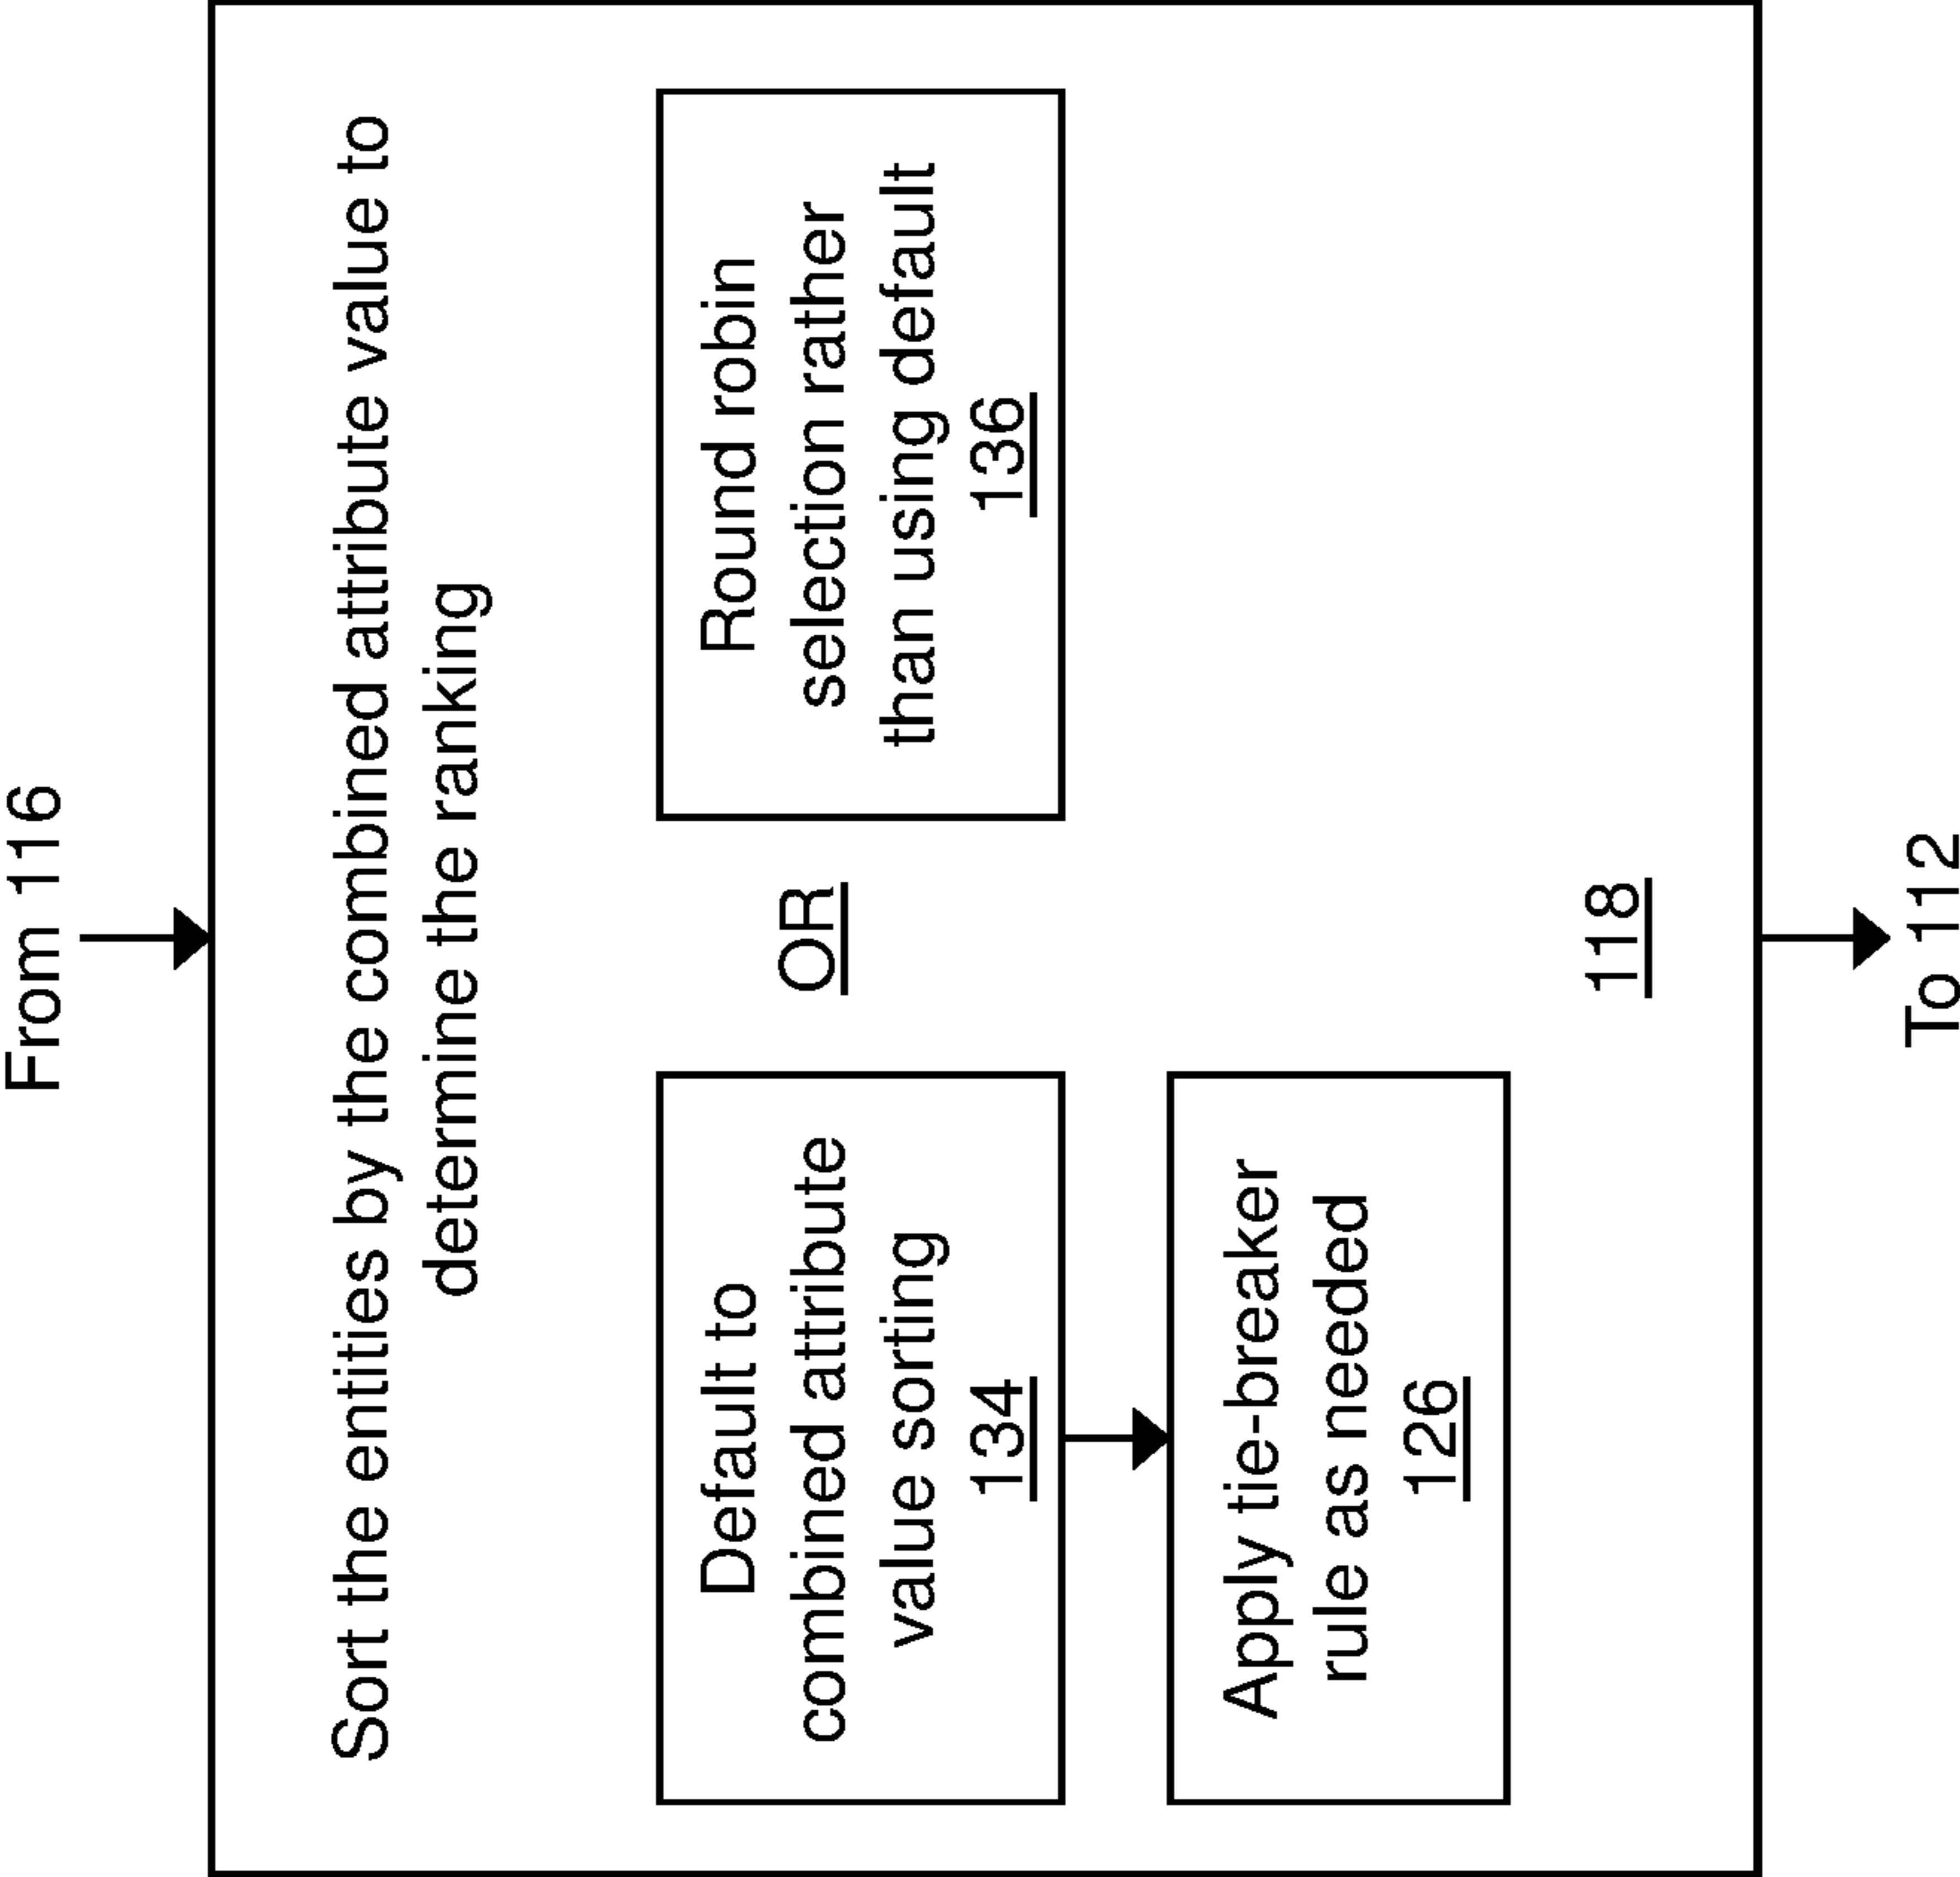 From 116
Sort the entities by the combined attribute value to
determine the ranking
Default to
combined attribute
value sorting
134
OR
Round robin
selection rather
than using default
136
Apply tie-breaker
rule as needed
126
118
To 112